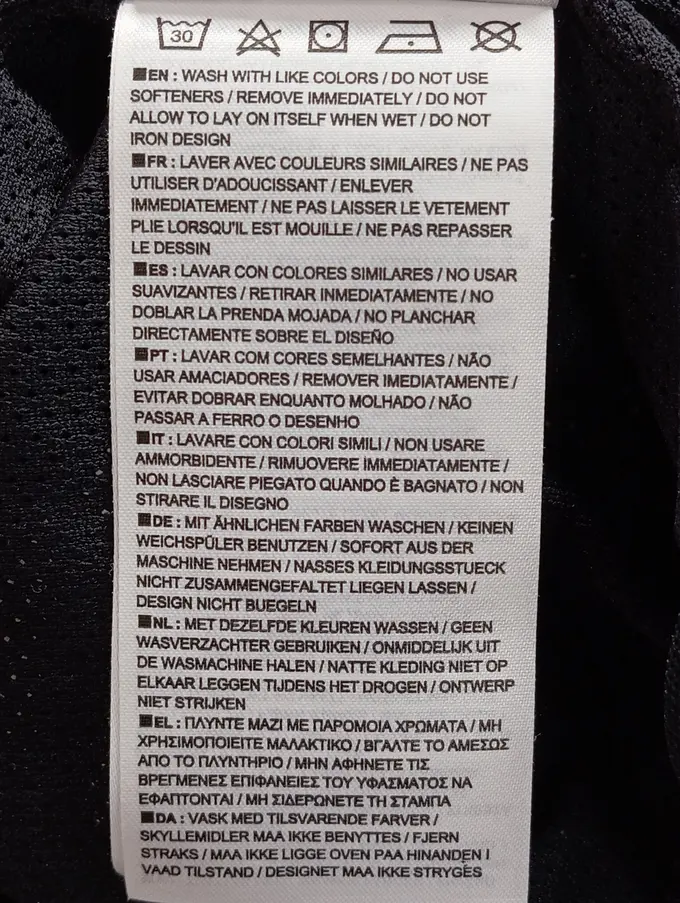 30
EN : WASH WITH LIKE COLORS / DO NOT USE
SOFTENERS / REMOVE IMMEDIATELY / DO NOT
ALLOW TO LAY ON ITSELF WHEN WET / DO NOT
IRON DESIGN
FR : LAVER AVEC COULEURS SIMILAIRES / NE PAS
UTILISER D'ADOUCISSANT / ENLEVER
IMMEDIATEMENT / NE PAS LAISSER LE VETEMENT
PLIE LORSQU'IL EST MOUILLE / NE PAS REPASSER
LE DESSIN
ES : LAVAR CON COLORES SIMILARES / NO USAR
SUAVIZANTES / RETIRAR INMEDIATAMENTE / NO
DOBLAR LA PRENDA MOJADA / NO PLANCHAR
DIRECTAMENTE SOBRE EL DISEÑO
PT : LAVAR COM CORES SEMELHANTES / NÃO
USAR AMACIADORES / REMOVER IMEDIATAMENTE /
EVITAR DOBRAR ENQUANTO MOLHADO / NÃO
PASSAR A FERRO O DESENHO
IT : LAVARE CON COLORI SIMILI / NON USARE
AMMORBIDENTE / RIMUOVERE IMMEDIATAMENTE /
NON LASCIARE PIEGATO QUANDO È BAGNATO / NON
STIRARE IL DISEGNO
DE : MIT ÄHNLICHEN FARBEN WASCHEN / KEINEN
WEICHSPÜLER BENUTZEN / SOFORT AUS DER
MASCHINE NEHMEN / NASSES KLEIDUNGSSTUECK
NICHT ZUSAMMENGEFALTET LIEGEN LASSEN /
DESIGN NICHT BUEGELN
NL : MET DEZELFDE KLEUREN WASSEN / GEEN
WASVERZACHTER GEBRUIKEN / ONMIDDELIJK UIT
DE WASMACHINE HALEN / NATTE KLEDING NIET OP
ELKAAR LEGGEN TIJDENS HET DROGEN / ONTWERP
NIET STRIJKEN
EL : ΠΛΥΝΤΕ ΜΑΖΙ ΜΕ ΠΑΡΟΜΟΙΑ ΧΡΩΜΑΤΑ / ΜΗ
ΧΡΗΣΙΜΟΠΟΙΕΙΤΕ ΜΑΛΑΚΤΙΚΟ / ΒΓΑΛΤΕ ΤΟ ΑΜΕΣΩΣ
ΑΠΟ ΤΟ ΠΛΥΝΤΗΡΙΟ / ΜΗΝ ΑΦΗΝΕΤΕ ΤΙΣ
ΒΡΕΓΜΕΝΕΣ ΕΠΙΦΑΝΕΙΕΣ ΤΟΥ ΥΦΑΣΜΑΤΟΣ ΝΑ
ΕΦΑΠΤΟΝΤΑΙ / ΜΗ ΣΙΔΕΡΩΝΕΤΕ ΤΗ ΣΤΑΜΠΑ
DA : VASK MED TILSVARENDE FARVER /
SKYLLEMIDLER MAA IKKE BENYTTES / FJERN
STRAKS / MAA IKKE LIGGE OVEN PAA HINANDEN I
VAAD TILSTAND / DESIGNET MAA IKKE STRYGES